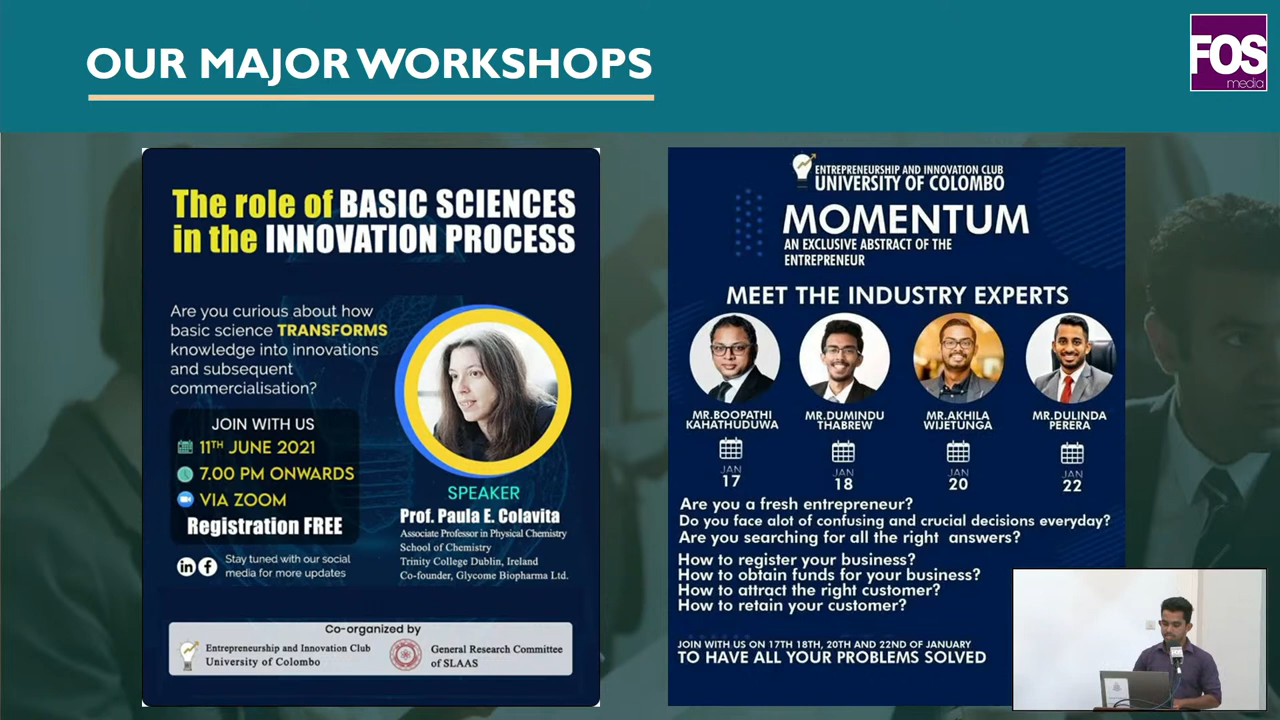 OUR MAJOR WORKSHOPS
FOS
media
The role of BASIC SCIENCES
in the INNOVATION PROCESS
Are you curious about how
basic science TRANSFORMS
knowledge into innovations
and subsequent
commercialisation?
JOIN WITH US
11TH JUNE 2021
7.00 PM ONWARDS
VIA ZOOM
Registration FREE
Stay tuned with our social
media for more updates
SPEAKER
Prof. Paula E. Colavita
Associate Professor in Physical Chemistry
School of Chemistry
Trinity College Dublin, Ireland
Co-founder, Glycome Biopharma Ltd.
Co-organized by
Entrepreneurship and Innovation Club
University of Colombo
General Research Committee
of SLAAS
ENTREPRENEURSHIP AND INNOVATION CLUB
UNIVERSITY OF COLOMBO
MOMENTUM
AN EXCLUSIVE ABSTRACT OF THE
ENTREPRENEUR
MEET THE INDUSTRY EXPERTS
MR.BOOPATHI
KAHATHUDUWA
JAN
17
MR.DUMINDU
THABREW
JAN
18
MR.AKHILA
WIJETUNGA
JAN
20
MR.DULINDA
PERERA
JAN
22
Are you a fresh entrepreneur?
Do you face alot of confusing and crucial decisions everyday?
Are you searching for all the right answers?
How to register your business?
How to obtain funds for your business?
How to attract the right customer?
How to retain your customer?
JOIN WITH US ON 17TH 18TH, 20TH AND 22ND OF JANUARY
TO HAVE ALL YOUR PROBLEMS SOLVED
FOS